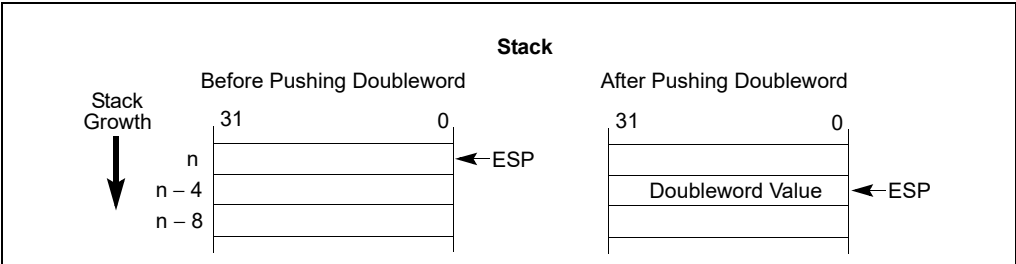 Stack
Before Pushing Doubleword
After Pushing Doubleword
Stack
Growth
31 0
31 0
n
ESP
n – 4
Doubleword Value
ESP
n – 8